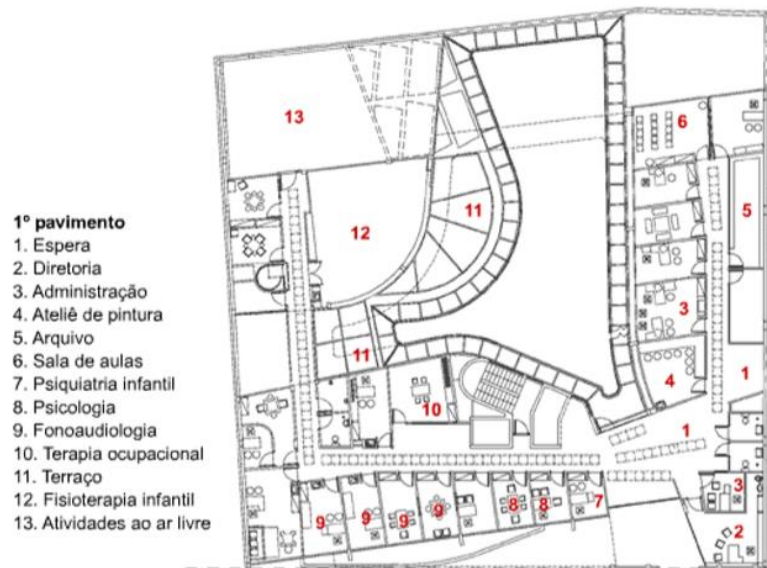 1º pavimento
1. Espera
2. Diretoria
3. Administração
4. Ateliê de pintura
5. Arquivo
6. Sala de aulas
7. Psiquiatria infantil
8. Psicologia
9. Fonoaudiologia
10. Terapia ocupacional
11. Terraço
12. Fisioterapia infantil
13. Atividades ao ar livre
13
6
12
11
5
3
11
4
1
10
1
9
9
9
9
8
8
7
3
2